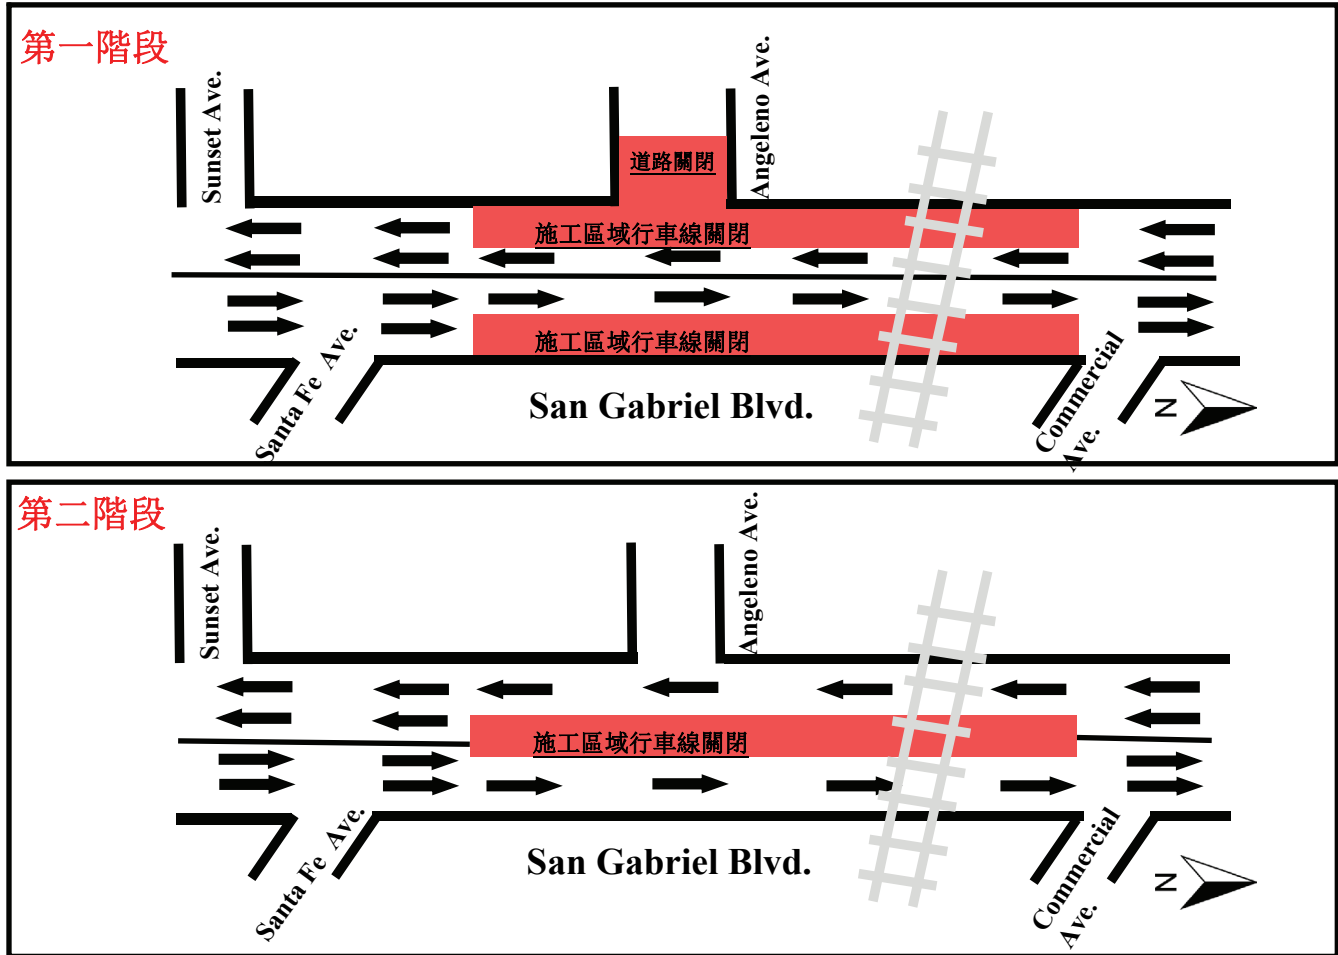 第一階段
Sunset Ave.
Angeleno Ave.
道路關閉
施工區域行車線關閉
施工區域行車線關閉
Santa Fe Ave.
San Gabriel Blvd.
Commercial
Ave.
N
第二階段
Sunset Ave.
Angeleno Ave.
施工區域行車線關閉
Santa Fe Ave.
San Gabriel Blvd.
Commercial
Ave.
N